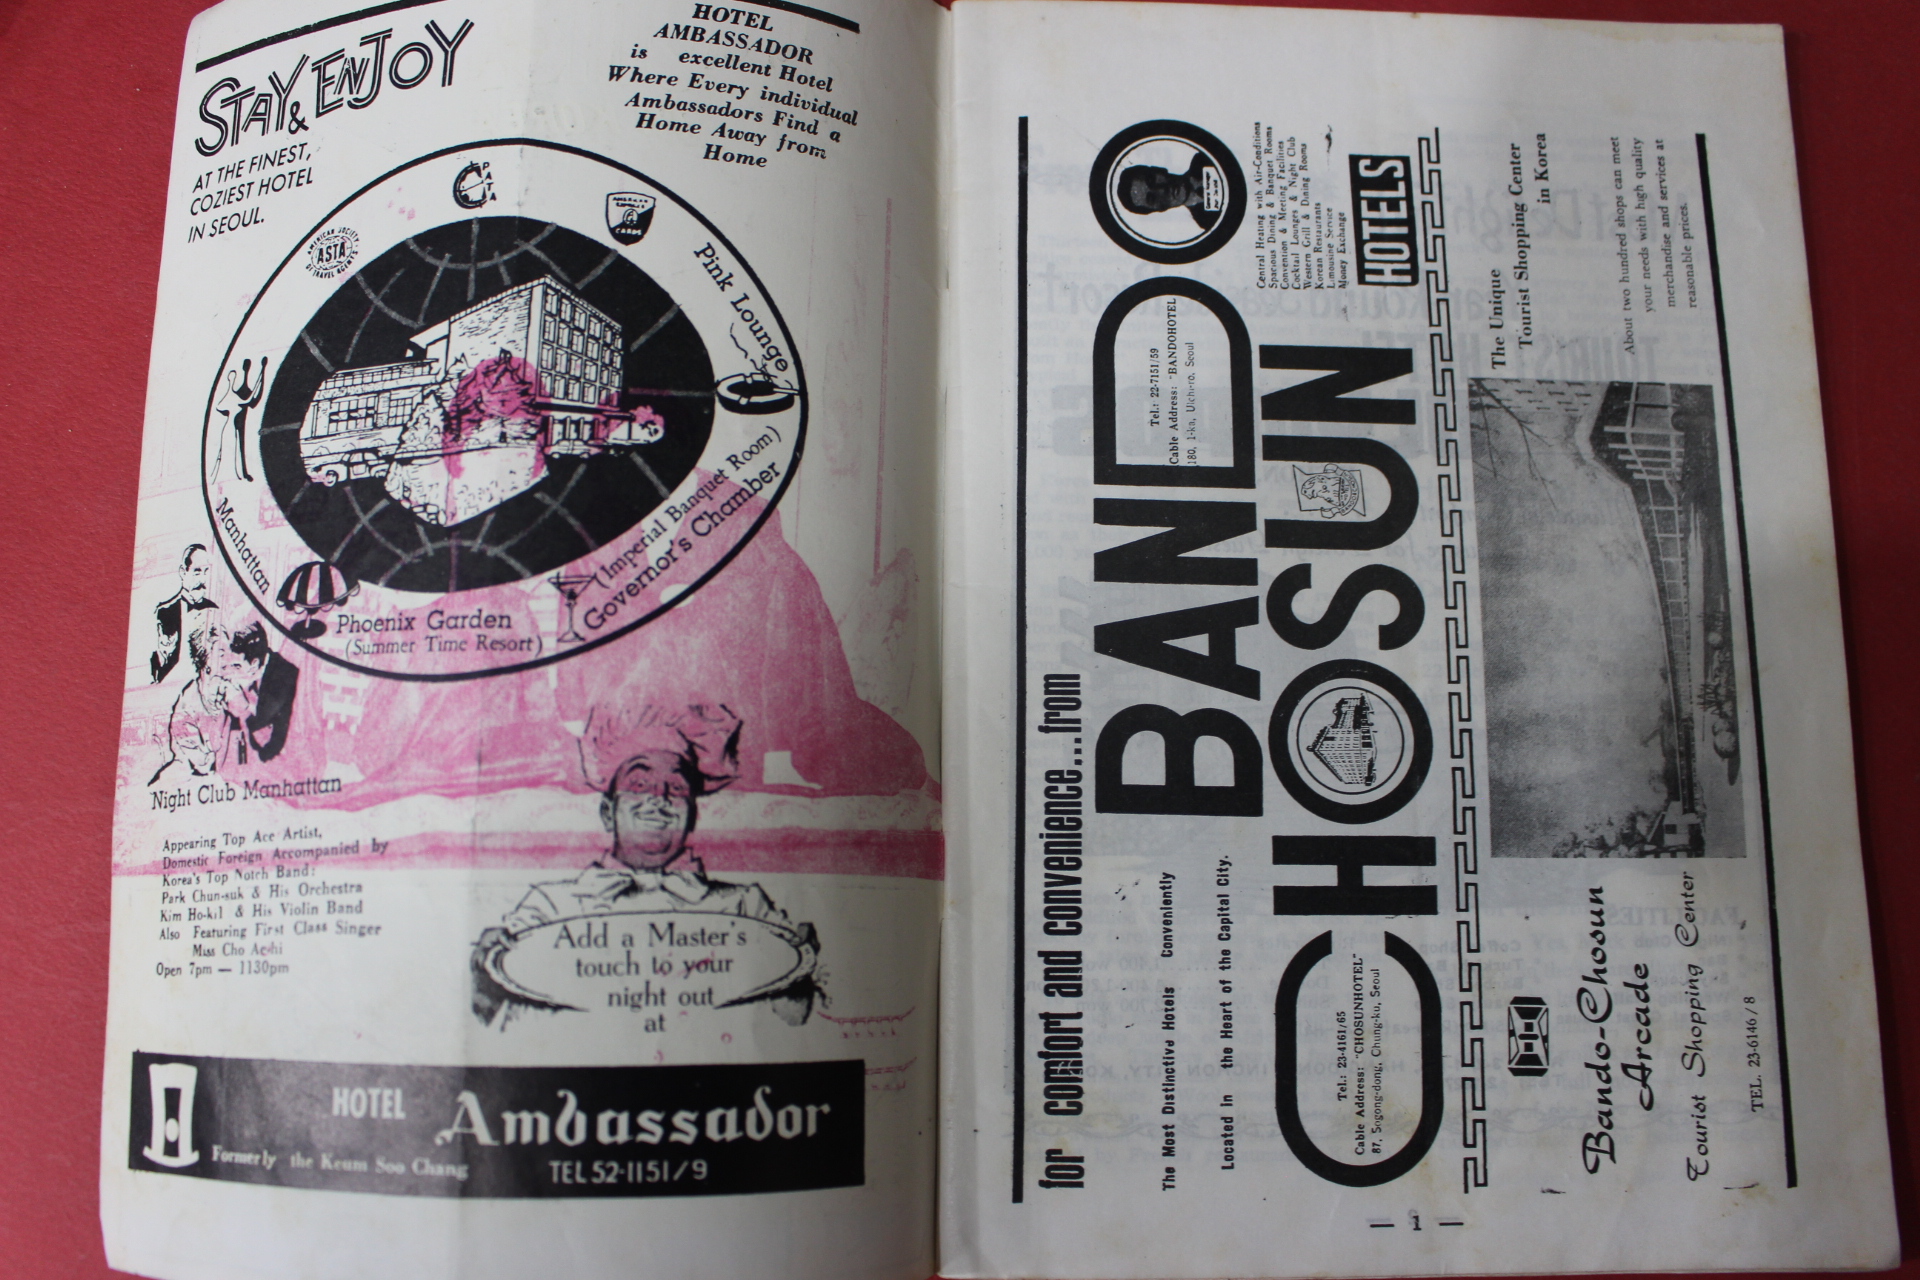 STAY & ENJOY
AT THE FINEST,
COZIEST HOTEL
IN SEOUL.
HOTEL
AMBASSADOR
is excellent Hotel
Where Every individual
Ambassadors Find a
Home Away from
Home
PATA
AMERICAN EXPRESS
CARDS
AMERICAN SOCIETY
ASTA
OF TRAVEL AGENTS
Pink Lounge
(Imperial Banquet Room)
Governor's Chamber
Phoenix Garden
(Summer Time Resort)
Manhattan
Night Club Manhattan
Appearing Top Ace Artist,
Domestic Foreign Accompanied by
Korea's Top Notch Band:
Park Chun-suk & His Orchestra
Kim Ho-kil & His Violin Band
Also Featuring First Class Singer
Miss Cho Aeshi
Open 7pm — 1130pm
Add a Master's
touch to your
night out
at
HOTEL Ambassador
Formerly the Keum Soo Chang
TEL 52-1151/9
for comfort and convenience...from
The Most Distinctive Hotels Conveniently
Located in the Heart of the Capital City.
BANDO
Tel.: 22-7151/59
Cable Address: "BANDOHOTEL
180, 1-ka, Ulchi-ro, Seoul
Central Heating with Air-Conditions
Spacious Dining & Banquet Rooms
Convention & Meeting Facilities
Cocktail Lounges & Night Club
Western Grill & Dining Rooms
Korean Restaurants
Limousine Service
Money Exchange
CHOSUN
HOTELS
Tel.: 23-4161/65
Cable Address: "CHOSUNHOTEL"
87, Sogong-dong, Chung-ku, Seoul
The Unique
Tourist Shopping Center
in Korea
About two hundred shops can meet
your needs with high quality
merchandise and services at
reasonable prices.
Bando-Chosun
Arcade
Tourist Shopping Center
TEL. 23-6146/8